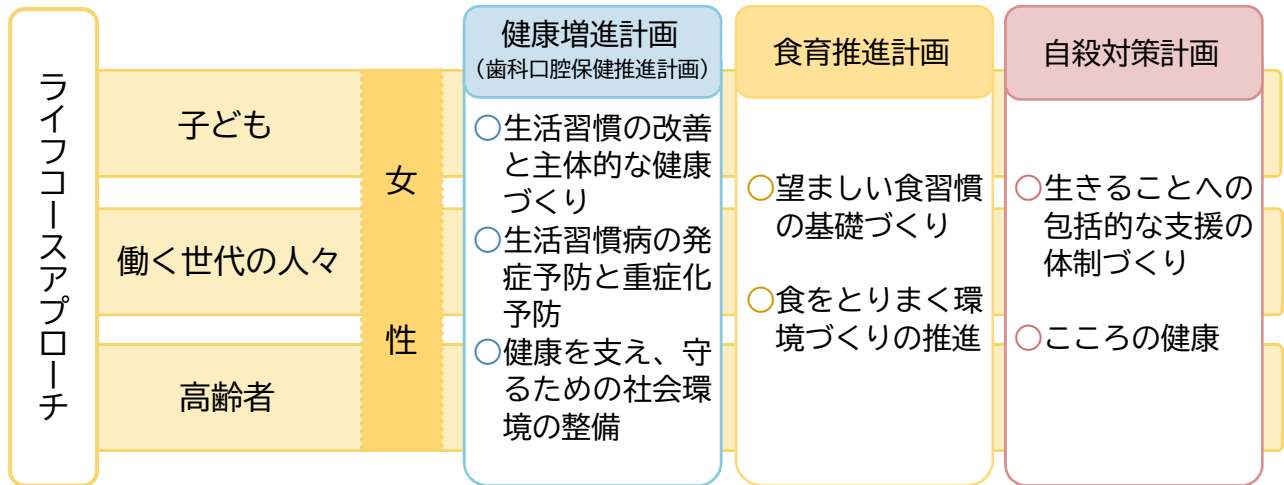 ライフコースアプローチ
子ども
働く世代の人々
高齢者
女性
健康増進計画
（歯科口腔保健推進計画）
○生活習慣の改善
と主体的な健康
づくり
○生活習慣病の発
症予防と重症化
予防
○健康を支え、守
るための社会環
境の整備
食育推進計画
○望ましい食習慣
の基礎づくり
○食をとりまく環
境づくりの推進
自殺対策計画
○生きることへの
包括的な支援の
体制づくり
○こころの健康